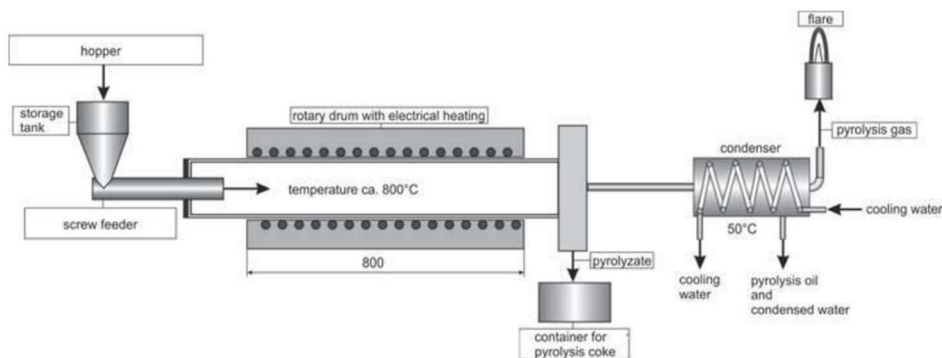 hopper
storage
tank
screw feeder
rotary drum with electrical heating
temperature ca. 800°C
800
pyrolyzate
container for
pyrolysis coke
condenser
50°C
cooling
water
pyrolysis oil
and
condensed water
cooling water
pyrolysis gas
flare